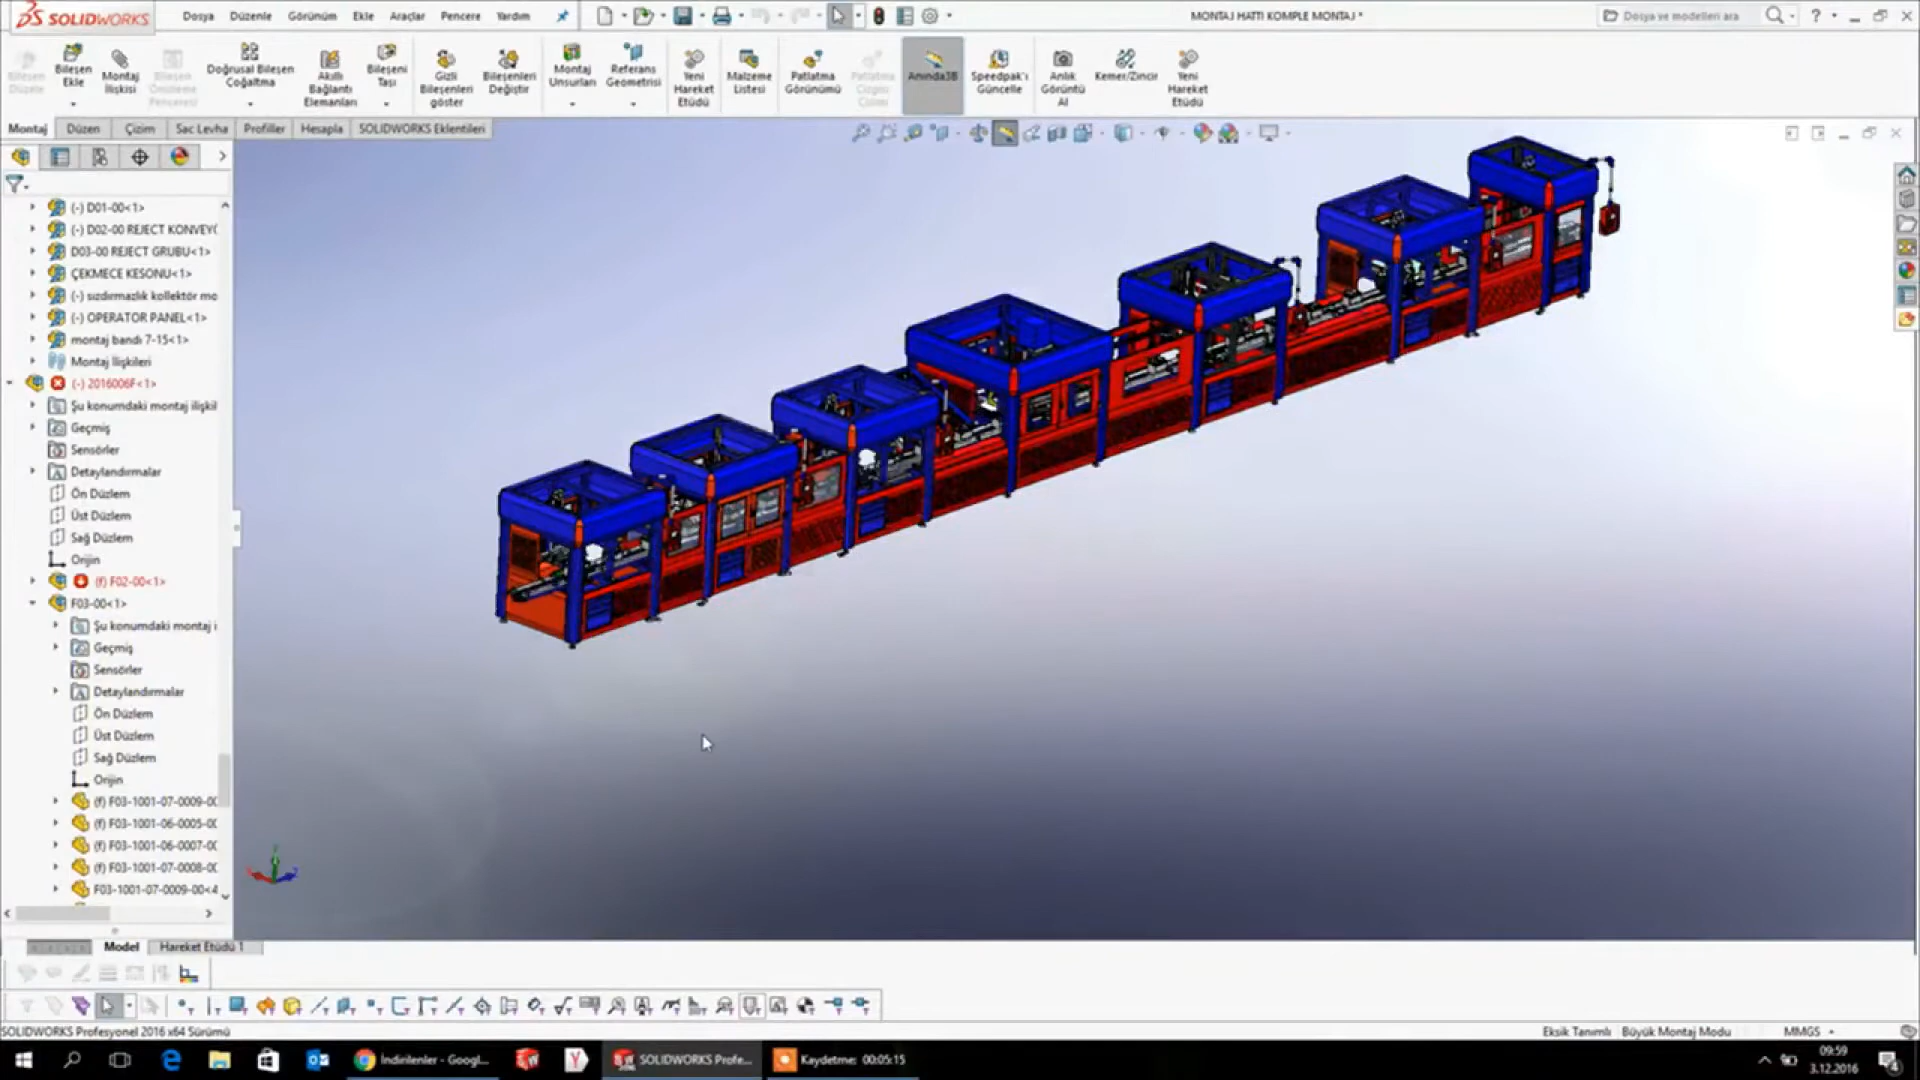 SOLIDWORKS
Dosya Düzenle Görünüm Ekle Araçlar Pencere Yardım
MONTAJ HATTI KOMPLE MONTAJ *
Dosya ve modelleri ara
Bileşen Düzenle
Bileşen Ekle
Montaj İlişkisi
Bileşen Önizleme Penceresi
Doğrusal Bileşen Çoğaltma
Akıllı Bağlantı Elemanları
Bileşeni Taşı
Gizli Bileşenleri göster
Bileşenleri Değiştir
Montaj Unsurları
Referans Geometrisi
Yeni Hareket Etüdü
Malzeme Listesi
Patlatma Görünümü
Patlatma Çizgisi Çizimi
Anında3B
Speedpak'ı Güncelle
Anlık Görüntü Al
Kemer/Zincir
Yeni Hareket Etüdü
Montaj Düzen Çizim Sac Levha Profiller Hesapla SOLIDWORKS Eklentileri
(-) D01-00<1>
(-) D02-00 REJECT KONVEYÖ
D03-00 REJECT GRUBU<1>
ÇEKMECE KESONU<1>
(-) sızdırmazlık kollektör mo
(-) OPERATOR PANEL<1>
montaj bandi 7-15<1>
Montaj İlişkileri
(-) 2016006F<1>
Şu konumdaki montaj ilişkil
Geçmiş
Sensörler
Detaylandırmalar
Ön Düzlem
Üst Düzlem
Sağ Düzlem
Orijin
(f) F02-00<1>
F03-00<1>
Şu konumdaki montaj i
Geçmiş
Sensörler
Detaylandırmalar
Ön Düzlem
Üst Düzlem
Sağ Düzlem
Orijin
(f) F03-1001-07-0009-00
(f) F03-1001-06-0005-00
(f) F03-1001-06-0007-00
(f) F03-1001-07-0008-00
F03-1001-07-0009-00<4
Model Hareket Etüdü 1
SOLIDWORKS Profesyonel 2016 x64 Sürümü
Eksik Tanımlı Büyük Montaj Modu MMGS
İndirilenler - Googl...
SOLIDWORKS Profe...
Kaydetme: 00:05:15
09:59
3.12.2016